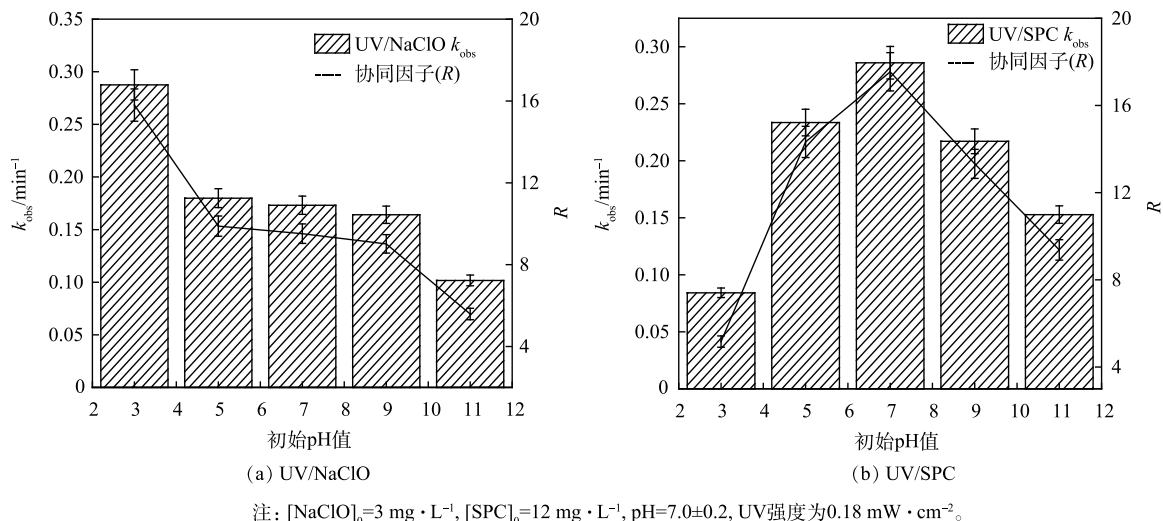 0.35
0.30
0.25
0.20
0.15
0.10
0.05
0
k_obs/min⁻¹
20
16
12
8
4
R
UV/NaClO k_obs
协同因子(R)
2 3 4 5 6 7 8 9 10 11 12
初始pH值
(a) UV/NaClO
0.30
0.25
0.20
0.15
0.10
0.05
0
k_obs/min⁻¹
20
16
12
8
4
R
UV/SPC k_obs
协同因子(R)
2 3 4 5 6 7 8 9 10 11 12
初始pH值
(b) UV/SPC
注: [NaClO]₀=3 mg·L⁻¹, [SPC]₀=12 mg·L⁻¹, pH=7.0±0.2, UV强度为0.18 mW·cm⁻²。